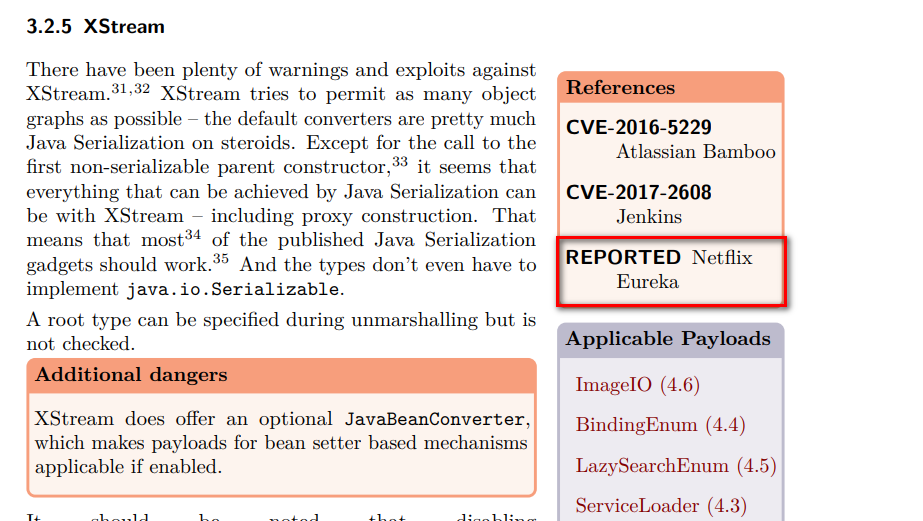 3.2.5 XStream
There have been plenty of warnings and exploits against
XStream.31,32 XStream tries to permit as many object
graphs as possible – the default converters are pretty much
Java Serialization on steroids. Except for the call to the
first non-serializable parent constructor,33 it seems that
everything that can be achieved by Java Serialization can
be with XStream – including proxy construction. That
means that most34 of the published Java Serialization
gadgets should work.35 And the types don't even have to
implement java.io.Serializable.
A root type can be specified during unmarshalling but is
not checked.
Additional dangers
XStream does offer an optional JavaBeanConverter,
which makes payloads for bean setter based mechanisms
applicable if enabled.
It should be noted that disabling
References
CVE-2016-5229
Atlassian Bamboo
CVE-2017-2608
Jenkins
REPORTED Netflix
Eureka
Applicable Payloads
ImageIO (4.6)
BindingEnum (4.4)
LazySearchEnum (4.5)
ServiceLoader (4.3)